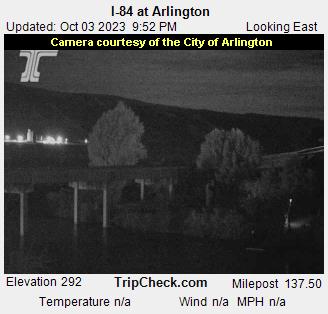 I-84 at Arlington
Updated: Oct 03 2023 9:52 PM Looking East
Camera courtesy of the City of Arlington
Elevation 292 TripCheck.com Milepost 137.50
Temperature n/a Wind n/a MPH n/a